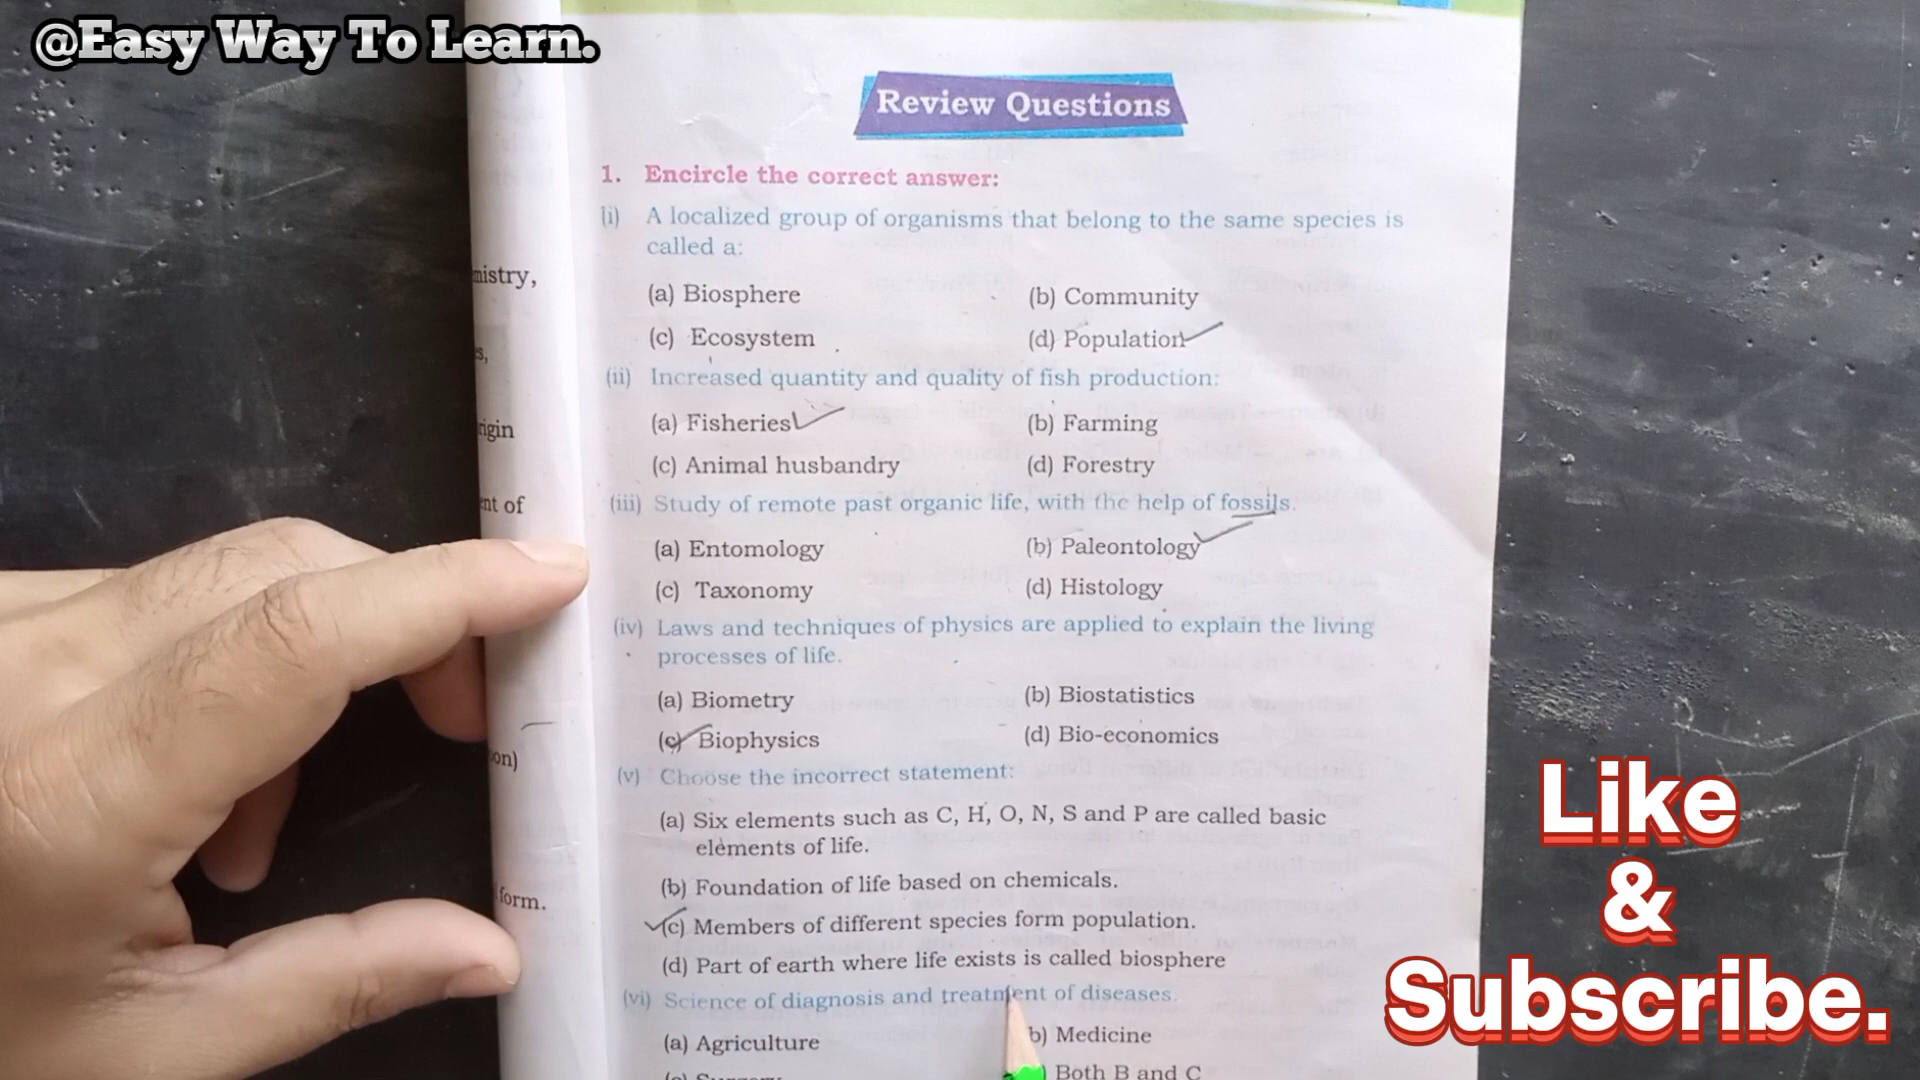 @Easy Way To Learn.
Review Questions
1. Encircle the correct answer:
(i) A localized group of organisms that belong to the same species is
called a:
mistry,
(a) Biosphere (b) Community
(c) Ecosystem (d) Population
(ii) Increased quantity and quality of fish production:
(a) Fisheries (b) Farming
(c) Animal husbandry (d) Forestry
(iii) Study of remote past organic life, with the help of fossils.
(a) Entomology (b) Paleontology
(c) Taxonomy (d) Histology
(iv) Laws and techniques of physics are applied to explain the living
processes of life.
(a) Biometry (b) Biostatistics
(c) Biophysics (d) Bio-economics
(v) Choose the incorrect statement:
(a) Six elements such as C, H, O, N, S and P are called basic
elements of life.
(b) Foundation of life based on chemicals.
form.
(c) Members of different species form population.
(d) Part of earth where life exists is called biosphere
(vi) Science of diagnosis and treatment of diseases.
(a) Agriculture b) Medicine
) Both B and C
Like
&
Subscribe.